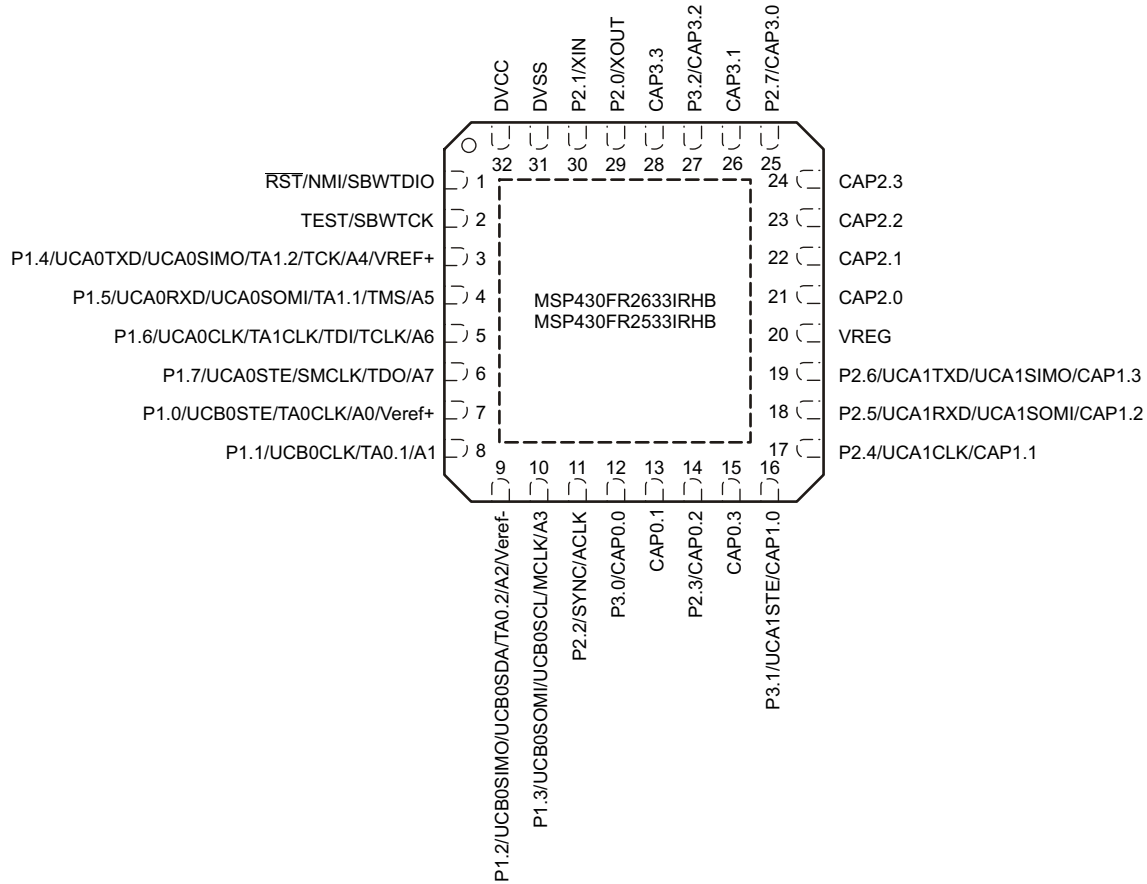 DVCC
DVSS
P2.1/XIN
P2.0/XOUT
CAP3.3
P3.2/CAP3.2
CAP3.1
P2.7/CAP3.0
32
31
30
29
28
27
26
25
RST/NMI/SBWTDIO
1
TEST/SBWTCK
2
P1.4/UCA0TXD/UCA0SIMO/TA1.2/TCK/A4/VREF+
3
P1.5/UCA0RXD/UCA0SOMI/TA1.1/TMS/A5
4
P1.6/UCA0CLK/TA1CLK/TDI/TCLK/A6
5
P1.7/UCA0STE/SMCLK/TDO/A7
6
P1.0/UCB0STE/TA0CLK/A0/Veref+
7
P1.1/UCB0CLK/TA0.1/A1
8
MSP430FR2633IRHB
MSP430FR2533IRHB
24
CAP2.3
23
CAP2.2
22
CAP2.1
21
CAP2.0
20
VREG
19
P2.6/UCA1TXD/UCA1SIMO/CAP1.3
18
P2.5/UCA1RXD/UCA1SOMI/CAP1.2
17
P2.4/UCA1CLK/CAP1.1
9
10
11
12
13
14
15
16
P1.2/UCB0SIMO/UCB0SDA/TA0.2/A2/Veref-
P1.3/UCB0SOMI/UCB0SCL/MCLK/A3
P2.2/SYNC/ACLK
P3.0/CAP0.0
CAP0.1
P2.3/CAP0.2
CAP0.3
P3.1/UCA1STE/CAP1.0